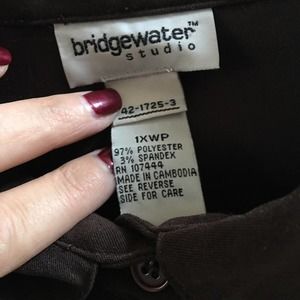 bridgewater™
studio
42-1725-3
1XWP
97% POLYESTER
3% SPANDEX
RN 107444
MADE IN CAMBODIA
SEE REVERSE
SIDE FOR CARE